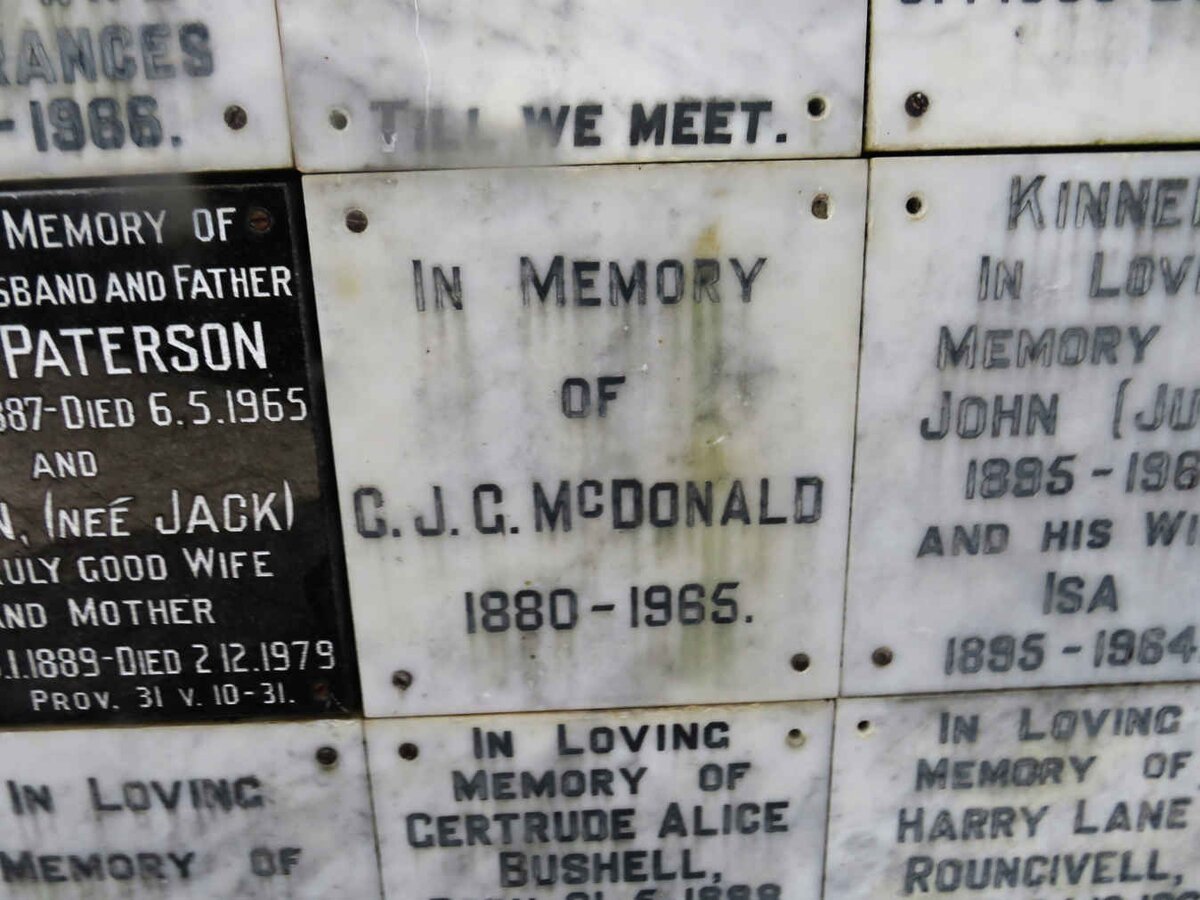 RANCES
-1966.
TILL WE MEET.
MEMORY OF
SBAND AND FATHER
PATERSON
887-DIED 6.5.1965
AND
N, (NEÉ JACK)
RULY GOOD WIFE
AND MOTHER
.1.1889-DIED 2 12.1979
PROV. 31 V. 10-31.
IN MEMORY
OF
C. J. G. MCDONALD
1880-1965.
KINNE
IN LOVI
MEMORY
JOHN (JU
1895-196
AND HIS WI
ISA
1895-1964
IN LOVING
MEMORY OF
IN LOVING
MEMORY OF
GERTRUDE ALICE
BUSHELL,
IN LOVING
MEMORY OF
HARRY LANE
ROUNCIVELL,